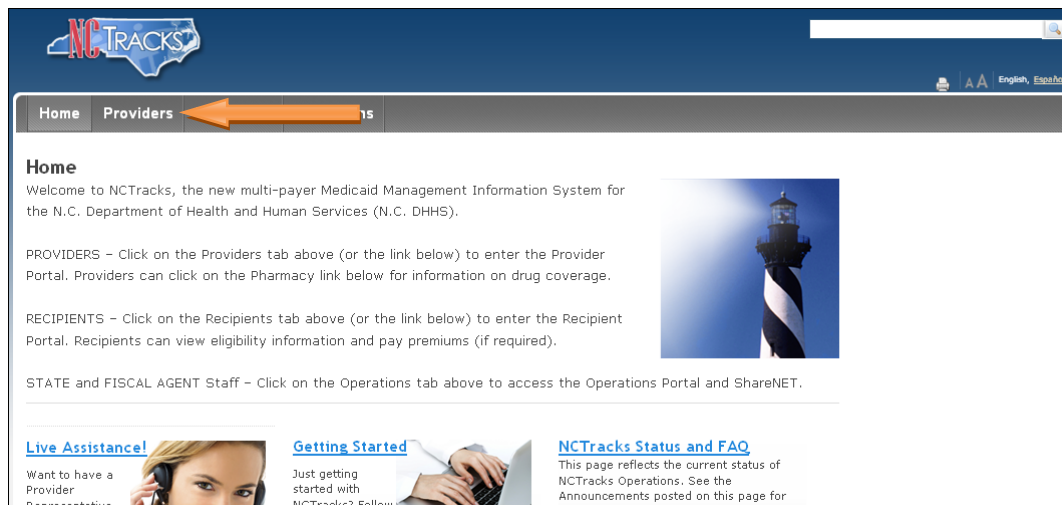 NCTRACKS
English, Españo
Home Providers ns
Home
Welcome to NCTracks, the new multi-payer Medicaid Management Information System for
the N.C. Department of Health and Human Services (N.C. DHHS).
PROVIDERS – Click on the Providers tab above (or the link below) to enter the Provider
Portal. Providers can click on the Pharmacy link below for information on drug coverage.
RECIPIENTS – Click on the Recipients tab above (or the link below) to enter the Recipient
Portal. Recipients can view eligibility information and pay premiums (if required).
STATE and FISCAL AGENT Staff – Click on the Operations tab above to access the Operations Portal and ShareNET.
Live Assistance!
Want to have a
Provider
Representative
Getting Started
Just getting
started with
NCTracks? Follow
NCTracks Status and FAQ
This page reflects the current status of
NCTracks Operations. See the
Announcements posted on this page for